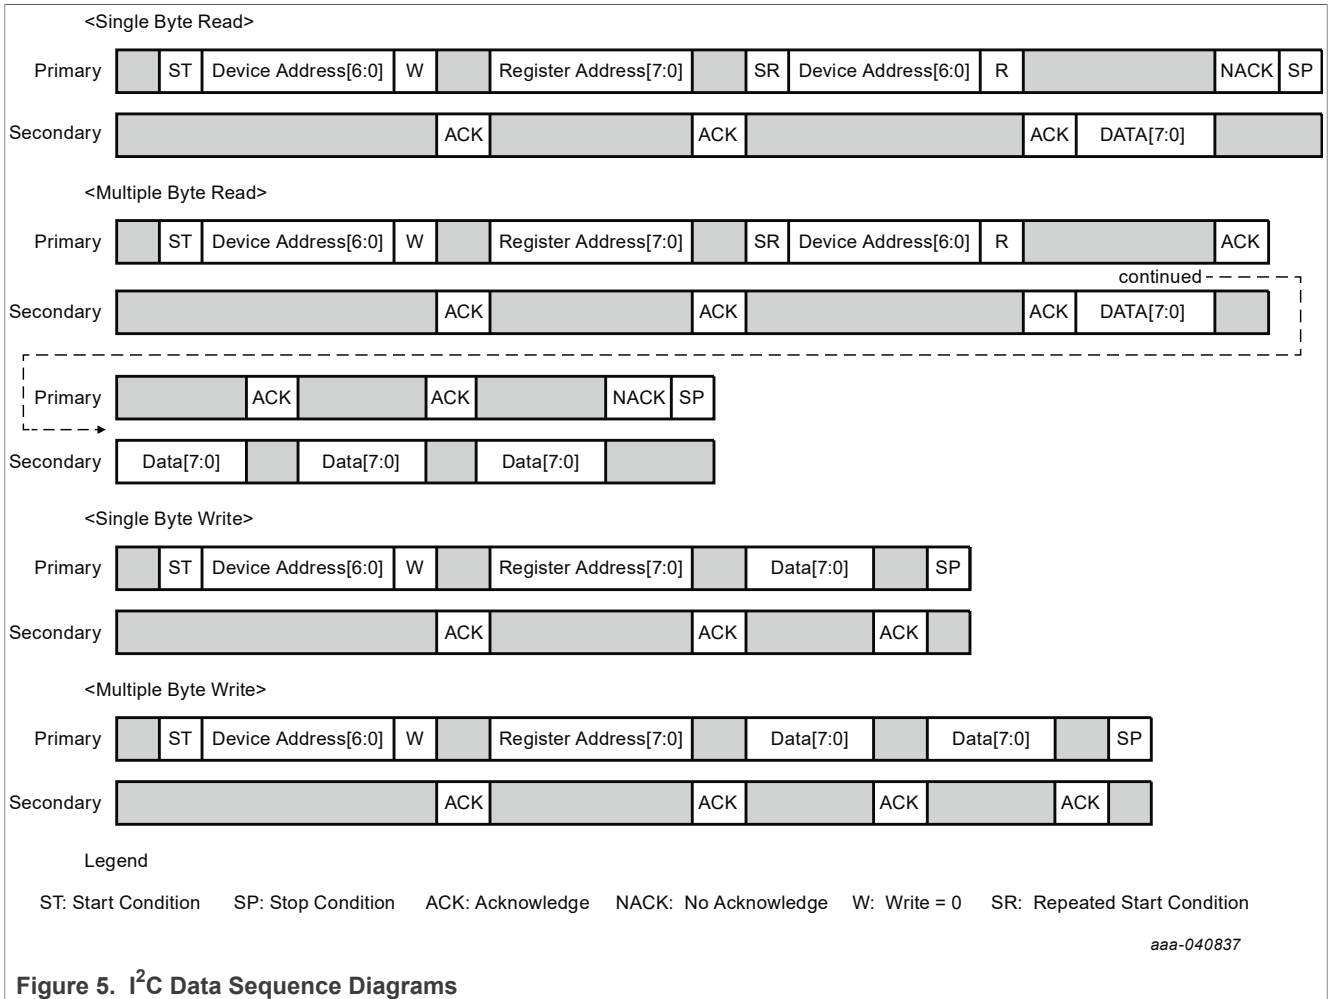 <Single Byte Read>
Primary ST Device Address[6:0] W Register Address[7:0] SR Device Address[6:0] R NACK SP
Secondary ACK ACK ACK DATA[7:0]
<Multiple Byte Read>
Primary ST Device Address[6:0] W Register Address[7:0] SR Device Address[6:0] R ACK
continued
Secondary ACK ACK ACK DATA[7:0]
Primary ACK ACK NACK SP
Secondary Data[7:0] Data[7:0] Data[7:0]
<Single Byte Write>
Primary ST Device Address[6:0] W Register Address[7:0] Data[7:0] SP
Secondary ACK ACK ACK
<Multiple Byte Write>
Primary ST Device Address[6:0] W Register Address[7:0] Data[7:0] Data[7:0] SP
Secondary ACK ACK ACK ACK
Legend
ST: Start Condition SP: Stop Condition ACK: Acknowledge NACK: No Acknowledge W: Write = 0 SR: Repeated Start Condition
aaa-040837
Figure 5. I²C Data Sequence Diagrams